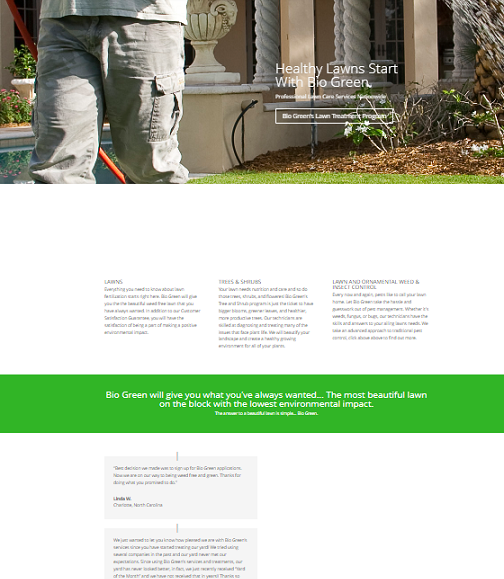 Healthy Lawns Start
With Bio Green.
Professional Lawn Care Services Nationwide
Bio Green's Lawn Treatment Program
LAWNS
Everything you need to know about lawn
fertilization starts right here. Bio Green will give
you the the beautiful weed free lawn that you
have always wanted. In addition to our Customer
Satisfaction Guarantee, you will have the
satisfaction of being a part of making a positive
environmental impact.
TREES & SHRUBS
Your lawn needs nutrition and care and so do
those trees, shrubs, and flowers! Bio Green's
Tree and Shrub program is just the ticket to have
bigger blooms, greener leaves, and healthier,
more productive trees. Our technicians are
skilled at diagnosing and treating many of the
issues that face plant life. We will beautify your
landscape and create a healthy growing
environment for all of your plants.
LAWN AND ORNAMENTAL WEED &
INSECT CONTROL
Every now and again, pests like to call your lawn
home. Let Bio Green take the hassle and
guesswork out of pest management. Whether it's
weeds, fungus, or bugs, our technicians have the
skills and answers to your ailing lawns needs. We
take an advanced approach to traditional pest
control, click above above to find out more.
Bio Green will give you what you've always wanted... The most beautiful lawn
on the block with the lowest environmental impact.
The answer to a beautiful lawn is simple... Bio Green.
"Best decision we made was to sign up for Bio Green applications.
Now we are on our way to being weed free and green. Thanks for
doing what you promised to do."
Linda W.
Charlotte, North Carolina
We just wanted to let you know how pleased we are with Bio Green's
services since you have started treating our yard! We tried using
several companies in the past and our yard never met our
expectations. Since using Bio Green's services and treatments, our
yard has never looked better, in fact, we just recently received "Yard
of the Month" and we have not received that in years! Thanks so